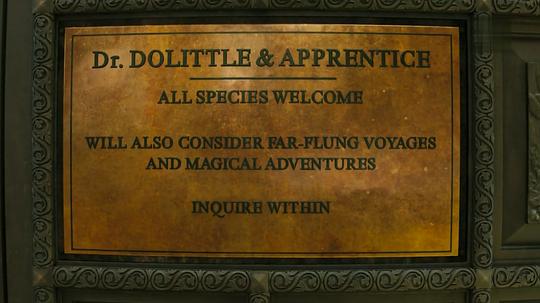 Dr. DOLITTLE & APPRENTICE
ALL SPECIES WELCOME
WILL ALSO CONSIDER FAR-FLUNG VOYAGES
AND MAGICAL ADVENTURES
INQUIRE WITHIN